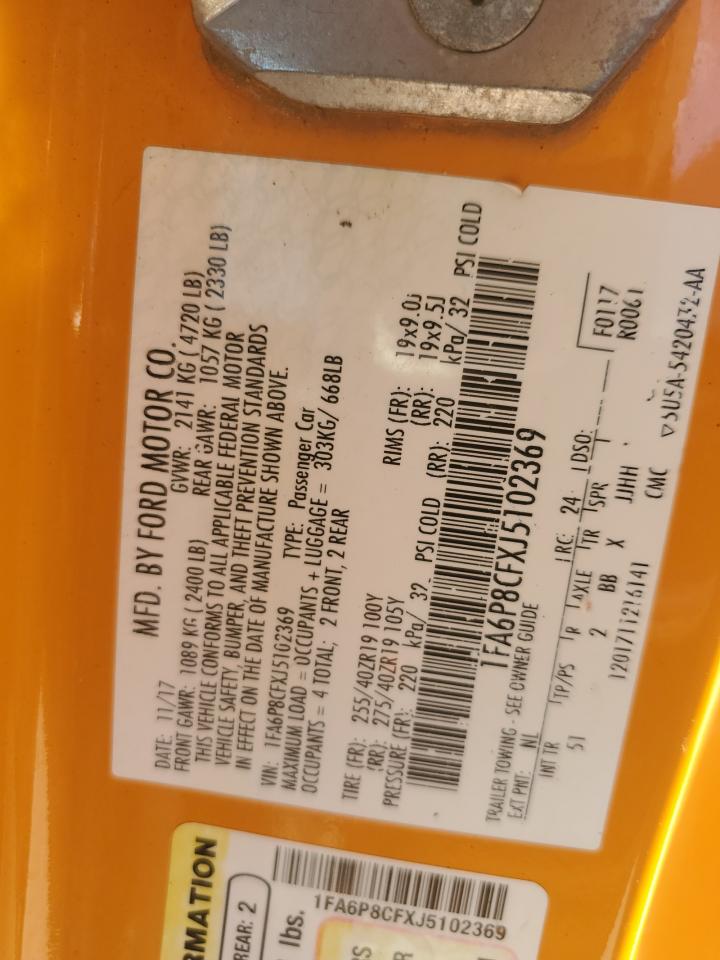 MFD. BY FORD MOTOR CO.
DATE: 11/17 GVWR: 2141 KG ( 4720 LB)
FRONT GAWR: 1089 KG ( 2400 LB) REAR GAWR: 1057 KG ( 2330 LB)
THIS VEHICLE CONFORMS TO ALL APPLICABLE FEDERAL MOTOR
VEHICLE SAFETY, BUMPER, AND THEFT PREVENTION STANDARDS
IN EFFECT ON THE DATE OF MANUFACTURE SHOWN ABOVE.
VIN: 1FA6P8CFXJ5102369 TYPE: Passenger Car
MAXIMUM LOAD = OCCUPANTS + LUGGAGE = 303KG/ 668LB
OCCUPANTS = 4 TOTAL; 2 FRONT, 2 REAR
TIRE (FR): 255/40ZR19 100Y RIMS (FR): 19x9.0J
(RR): 275/40ZR19 105Y (RR): 19x9.5J
PRESSURE (FR): 220 kPa/ 32 PSI COLD (RR): 220 kPa/ 32 PSI COLD
1FA6P8CFXJ5102369
TRAILER TOWING - SEE OWNER GUIDE
EXT PNT: NL RC: 24 DSO: F0117
R0061
INT TR TP/PS R AXLE TR SPR
51 2 BB X JJHH
CMC
12017111216141 ▽5U5A-5420432-AA
RMATION
REAR: 2
lbs.
1FA6P8CFXJ5102369